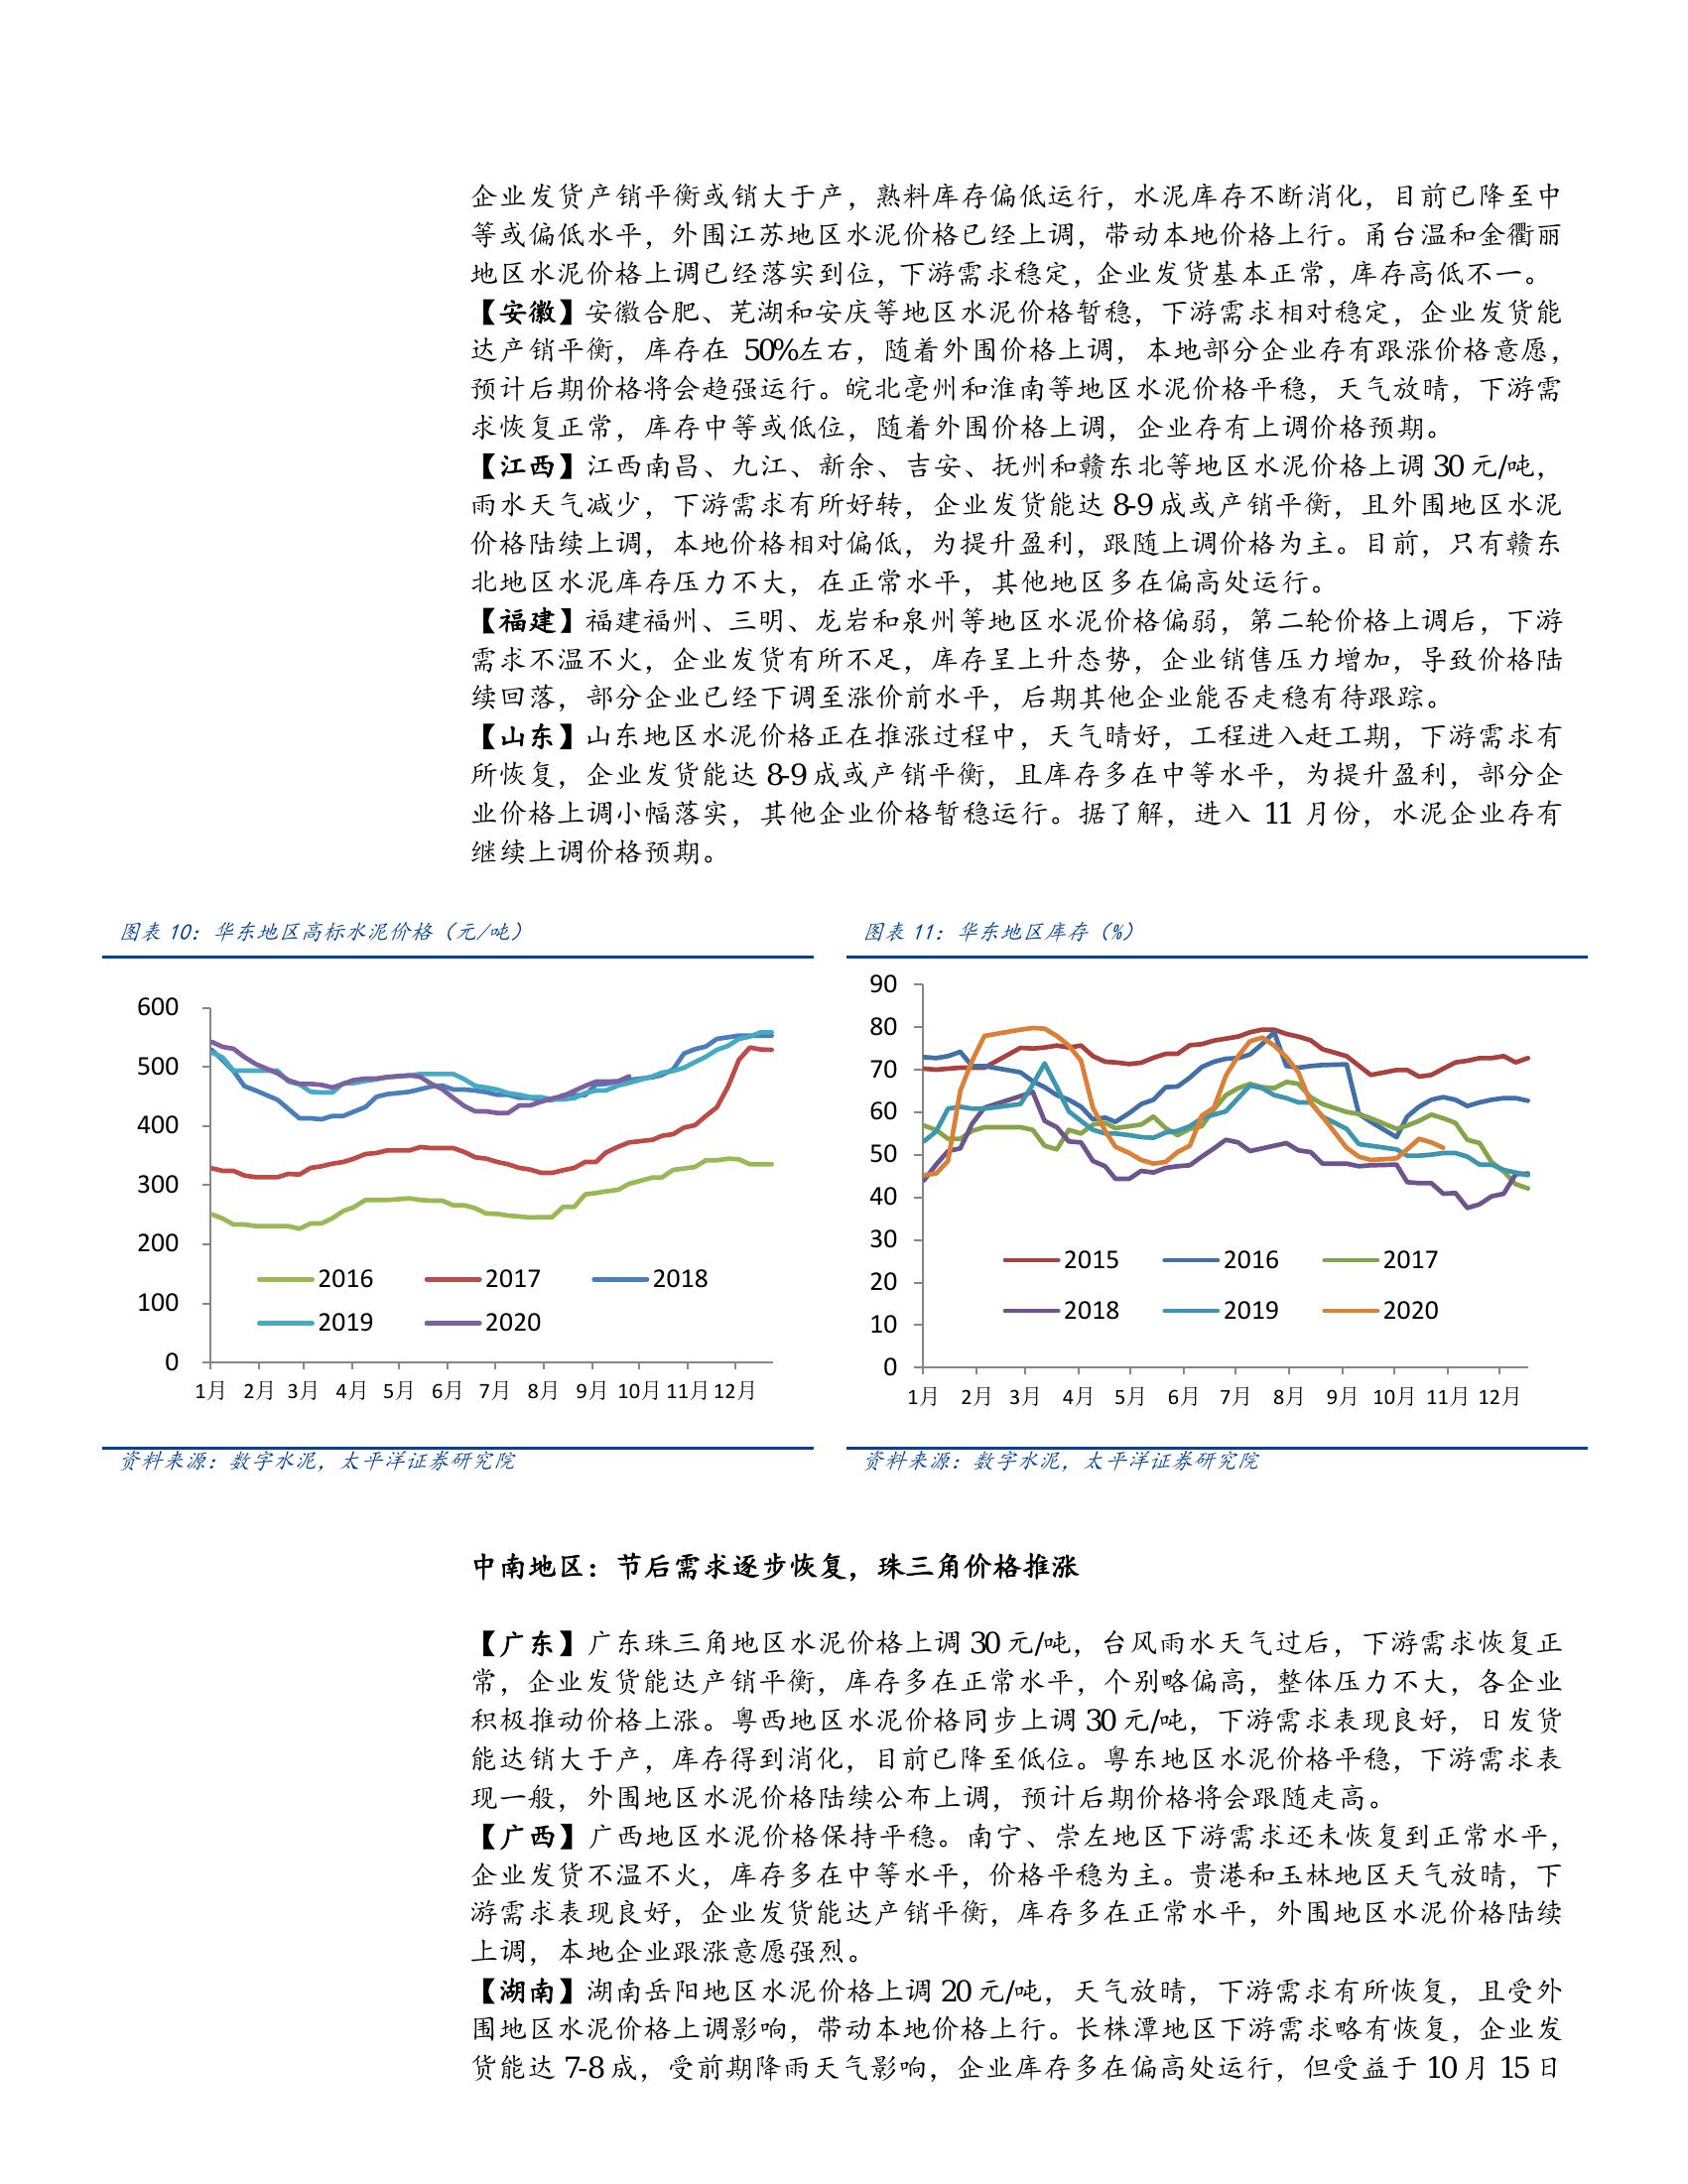 企业发货产销平衡或销大于产，熟料库存偏低运行，水泥库存不断消化，目前已降至中
等或偏低水平，外围江苏地区水泥价格已经上调，带动本地价格上行。甬台温和金衢丽
地区水泥价格上调已经落实到位，下游需求稳定，企业发货基本正常，库存高低不一。
【安徽】安徽合肥、芜湖和安庆等地区水泥价格暂稳，下游需求相对稳定，企业发货能
达产销平衡，库存在 50%左右，随着外围价格上调，本地部分企业存有跟涨价格意愿，
预计后期价格将会趋强运行。皖北亳州和淮南等地区水泥价格平稳，天气放晴，下游需
求恢复正常，库存中等或低位，随着外围价格上调，企业存有上调价格预期。
【江西】江西南昌、九江、新余、吉安、抚州和赣东北等地区水泥价格上调 30 元/吨，
雨水天气减少，下游需求有所好转，企业发货能达 8-9 成或产销平衡，且外围地区水泥
价格陆续上调，本地价格相对偏低，为提升盈利，跟随上调价格为主。目前，只有赣东
北地区水泥库存压力不大，在正常水平，其他地区多在偏高处运行。
【福建】福建福州、三明、龙岩和泉州等地区水泥价格偏弱，第二轮价格上调后，下游
需求不温不火，企业发货有所不足，库存呈上升态势，企业销售压力增加，导致价格陆
续回落，部分企业已经下调至涨价前水平，后期其他企业能否走稳有待跟踪。
【山东】山东地区水泥价格正在推涨过程中，天气晴好，工程进入赶工期，下游需求有
所恢复，企业发货能达 8-9 成或产销平衡，且库存多在中等水平，为提升盈利，部分企
业价格上调小幅落实，其他企业价格暂稳运行。据了解，进入 11 月份，水泥企业存有
继续上调价格预期。
图表 10：华东地区高标水泥价格（元/吨）
600
500
400
300
200
100
0
1月 2月 3月 4月 5月 6月 7月 8月 9月 10月 11月 12月
2016 2017 2018
2019 2020
资料来源：数字水泥，太平洋证券研究院
图表 11：华东地区库存（%）
90
80
70
60
50
40
30
20
10
0
1月 2月 3月 4月 5月 6月 7月 8月 9月 10月 11月 12月
2015 2016 2017
2018 2019 2020
资料来源：数字水泥，太平洋证券研究院
中南地区：节后需求逐步恢复，珠三角价格推涨
【广东】广东珠三角地区水泥价格上调 30 元/吨，台风雨水天气过后，下游需求恢复正
常，企业发货能达产销平衡，库存多在正常水平，个别略偏高，整体压力不大，各企业
积极推动价格上涨。粤西地区水泥价格同步上调 30 元/吨，下游需求表现良好，日发货
能达销大于产，库存得到消化，目前已降至低位。粤东地区水泥价格平稳，下游需求表
现一般，外围地区水泥价格陆续公布上调，预计后期价格将会跟随走高。
【广西】广西地区水泥价格保持平稳。南宁、崇左地区下游需求还未恢复到正常水平，
企业发货不温不火，库存多在中等水平，价格平稳为主。贵港和玉林地区天气放晴，下
游需求表现良好，企业发货能达产销平衡，库存多在正常水平，外围地区水泥价格陆续
上调，本地企业跟涨意愿强烈。
【湖南】湖南岳阳地区水泥价格上调 20 元/吨，天气放晴，下游需求有所恢复，且受外
围地区水泥价格上调影响，带动本地价格上行。长株潭地区下游需求略有恢复，企业发
货能达 7-8 成，受前期降雨天气影响，企业库存多在偏高处运行，但受益于 10 月 15 日